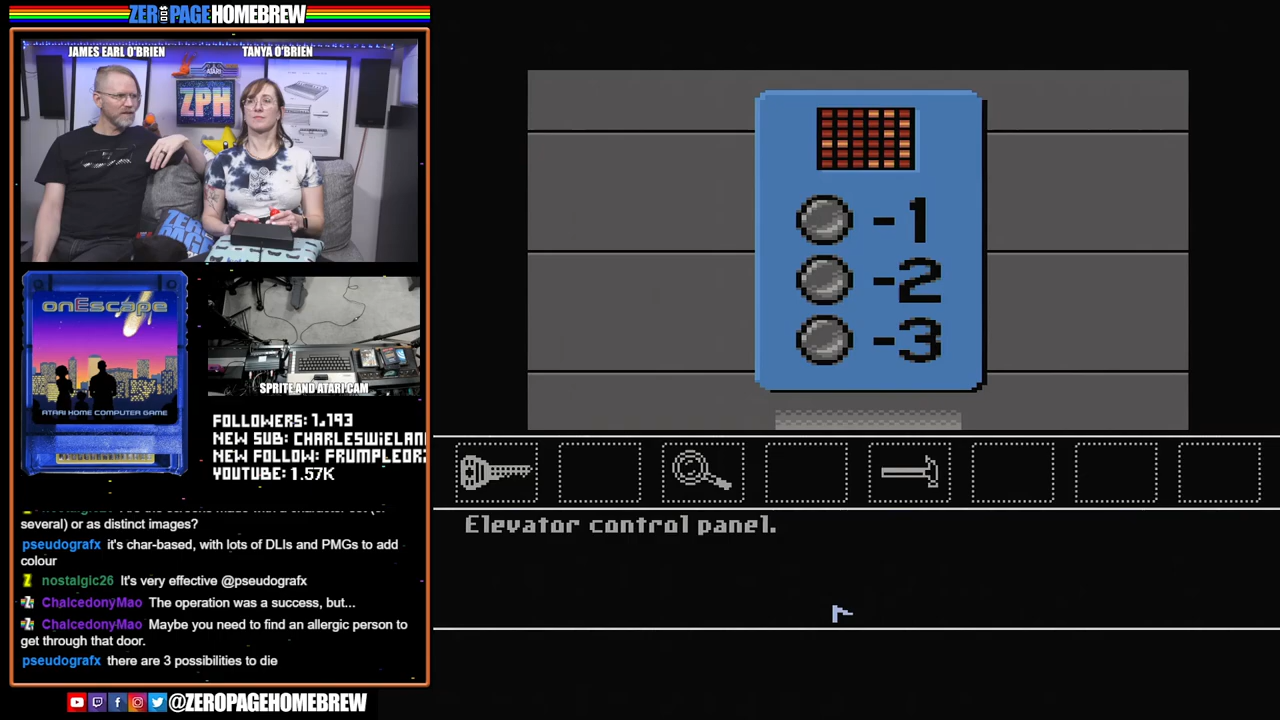 ZEROPAGE HOMEBREW
JAMES EARL O'BRIEN
TANYA O'BRIEN
ATARI
ZPH
ZERO
PAGE
onEscape
ATARI HOME COMPUTER GAME
SPRITE AND ATARI CAM
FOLLOWERS: 1,193
NEW SUB: CHARLESWIELAN
NEW FOLLOW: FRUMPLEOR
YOUTUBE: 1.57K
several) or as distinct images?
pseudografx it's char-based, with lots of DLIs and PMGs to add
colour
nostalgic26 It's very effective @pseudografx
ChalcedonyMao The operation was a success, but...
ChalcedonyMao Maybe you need to find an allergic person to
get through that door.
pseudografx there are 3 possibilities to die
@ZEROPAGEHOMEBREW
-3
-1
-2
-3
Elevator control panel.